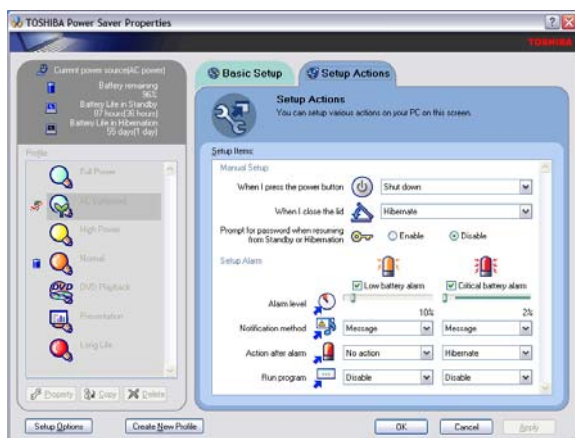 TOSHIBA Power Saver Properties
TOSHIBA
Current power source(AC power)
Battery remaining
96%
Battery Life in Standby
87 hours(36 hours)
Battery Life in Hibernation
55 days(1 day)
Profile
Full Power
High Power
Normal
DVD Playback
Presentation
Long Life
Property
Copy
Delete
Setup Options
Create New Profile
Basic Setup
Setup Actions
Setup Actions
You can setup various actions on your PC on this screen.
Setup Items:
Manual Setup
When I press the power button
Shut down
When I close the lid
Hibernate
Prompt for password when resuming
from Standby or Hibernation
Enable
Disable
Setup Alarm
Low battery alarm
Critical battery alarm
Alarm level
10%
2%
Notification method
Message
Message
Action after alarm
No action
Hibernate
Run program
Disable
Disable
OK
Cancel
Apply